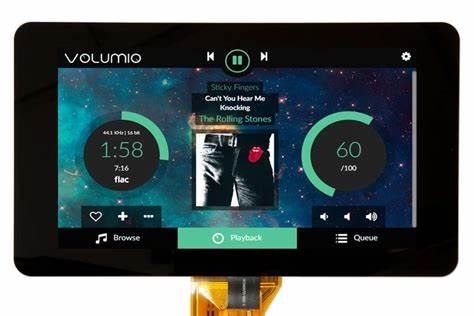 VOLUMIO
Sticky Fingers
Can't You Hear Me
Knocking
The Rolling Stones
44.1 KHz | 16 bit
1:58
7:16
flac
60
/100
Browse
Playback
Queue